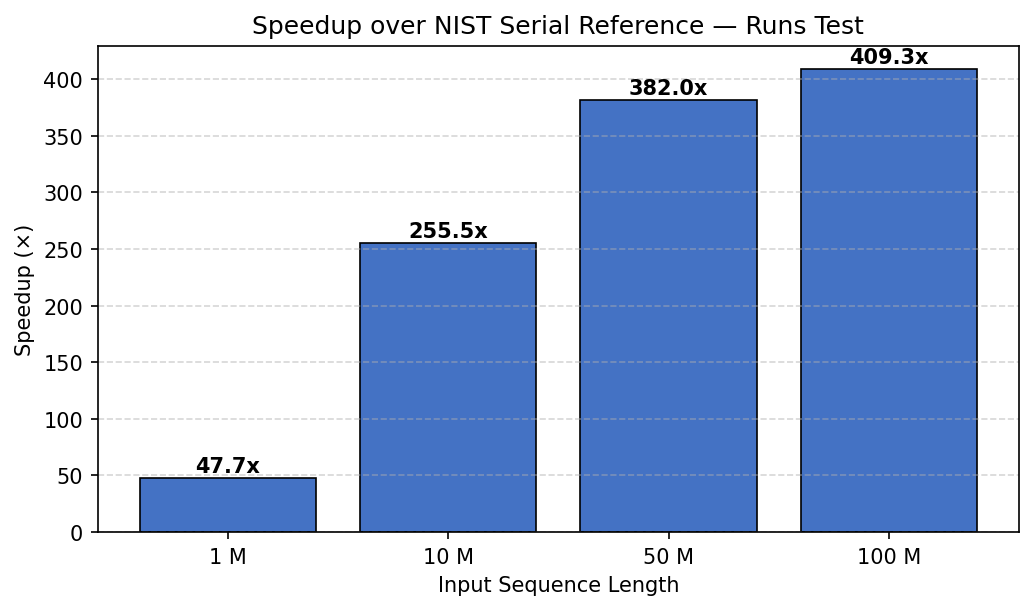 Speedup over NIST Serial Reference — Runs Test
Speedup (×)
400
350
300
250
200
150
100
50
0
47.7x
255.5x
382.0x
409.3x
1 M
10 M
50 M
100 M
Input Sequence Length